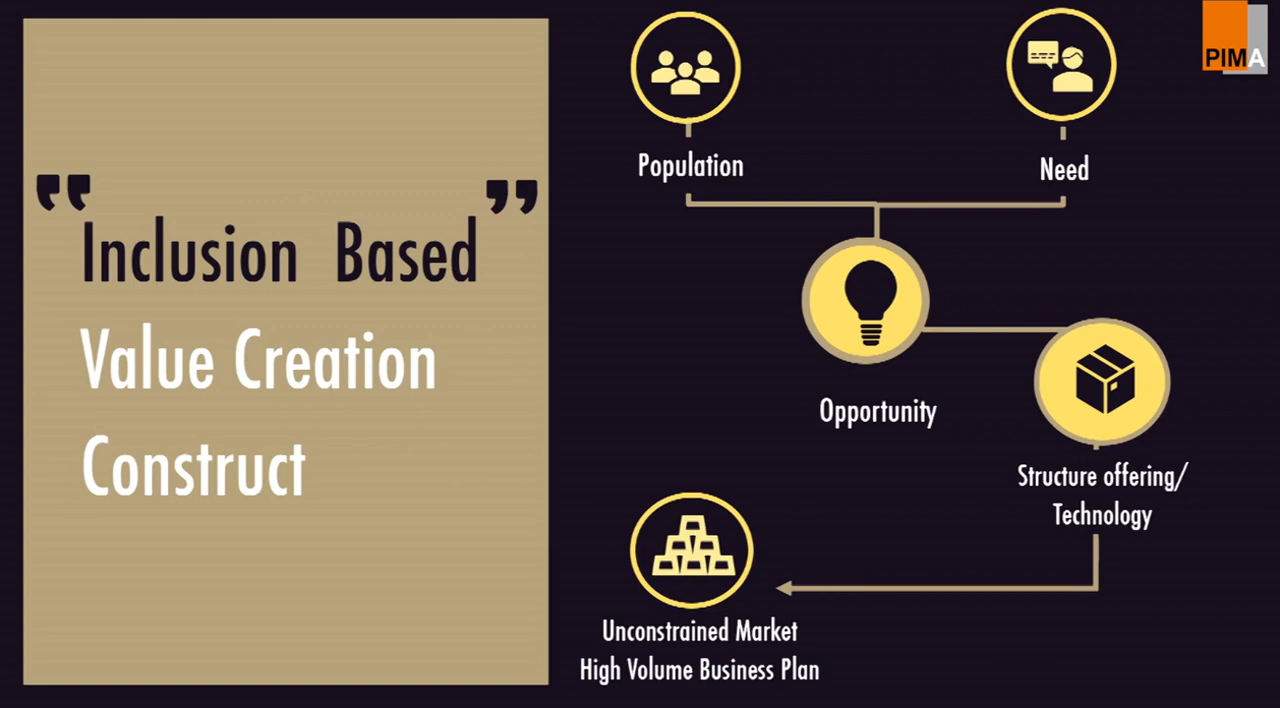 PIMA
"Inclusion Based"
Value Creation
Construct
Population
Need
Opportunity
Structure offering/
Technology
Unconstrained Market
High Volume Business Plan